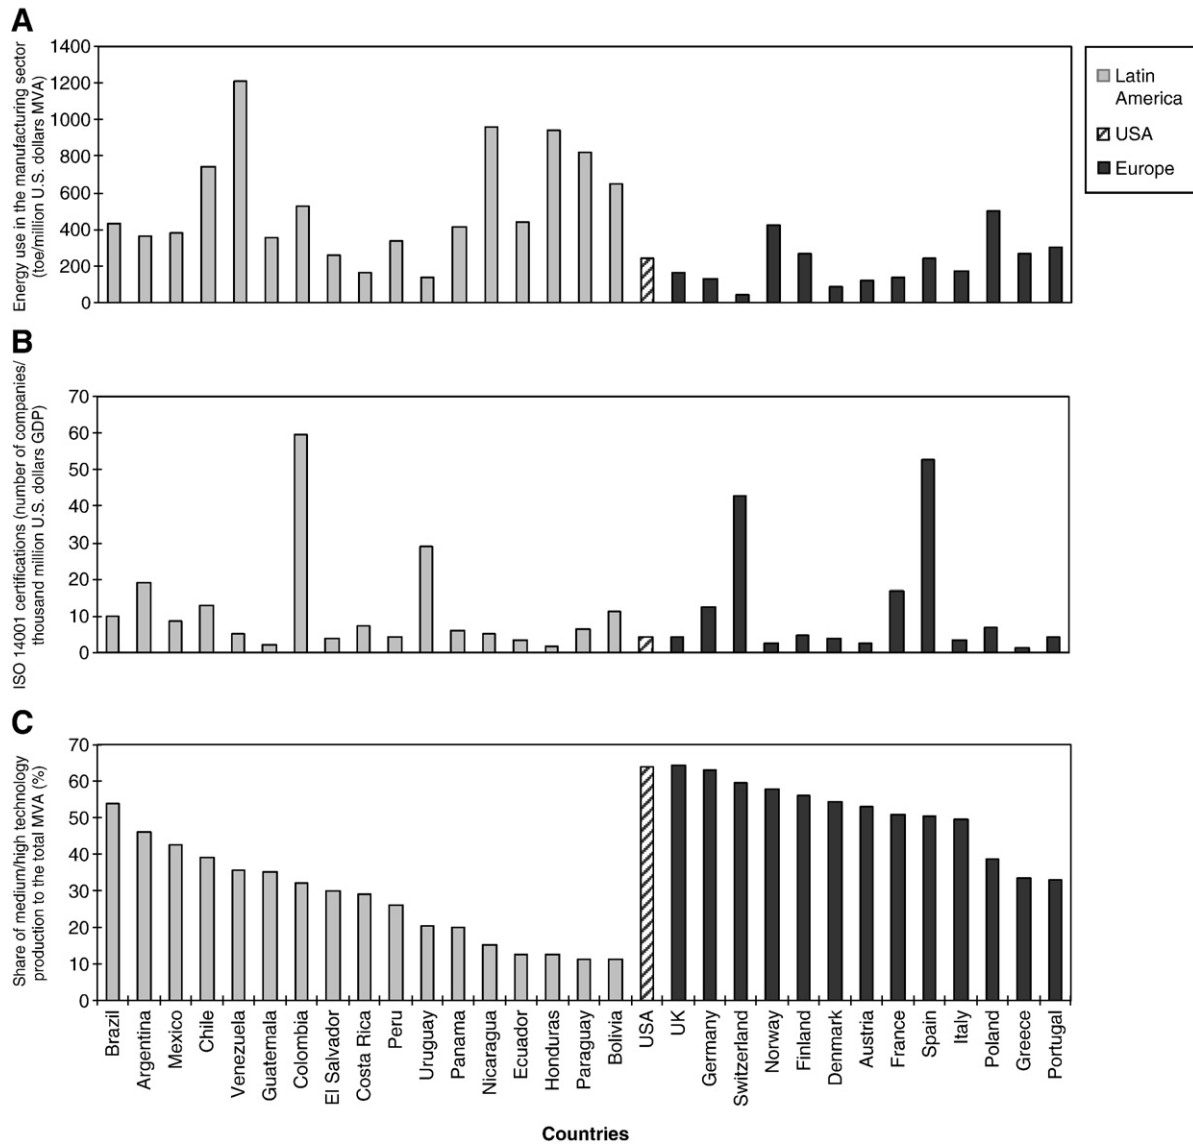 A
Energy use in the manufacturing sector
(toe/million U.S. dollars MVA)
1400
1200
1000
800
600
400
200
0
Latin
America
USA
Europe
B
ISO 14001 certifications (number of companies/
thousand million U.S. dollars GDP)
70
60
50
40
30
20
10
0
C
Share of medium/high technology
production to the total MVA (%)
70
60
50
40
30
20
10
0
Brazil
Argentina
Mexico
Chile
Venezuela
Guatemala
Colombia
El Salvador
Costa Rica
Peru
Uruguay
Panama
Nicaragua
Ecuador
Honduras
Paraguay
Bolivia
USA
UK
Germany
Switzerland
Norway
Finland
Denmark
Austria
France
Spain
Italy
Poland
Greece
Portugal
Countries